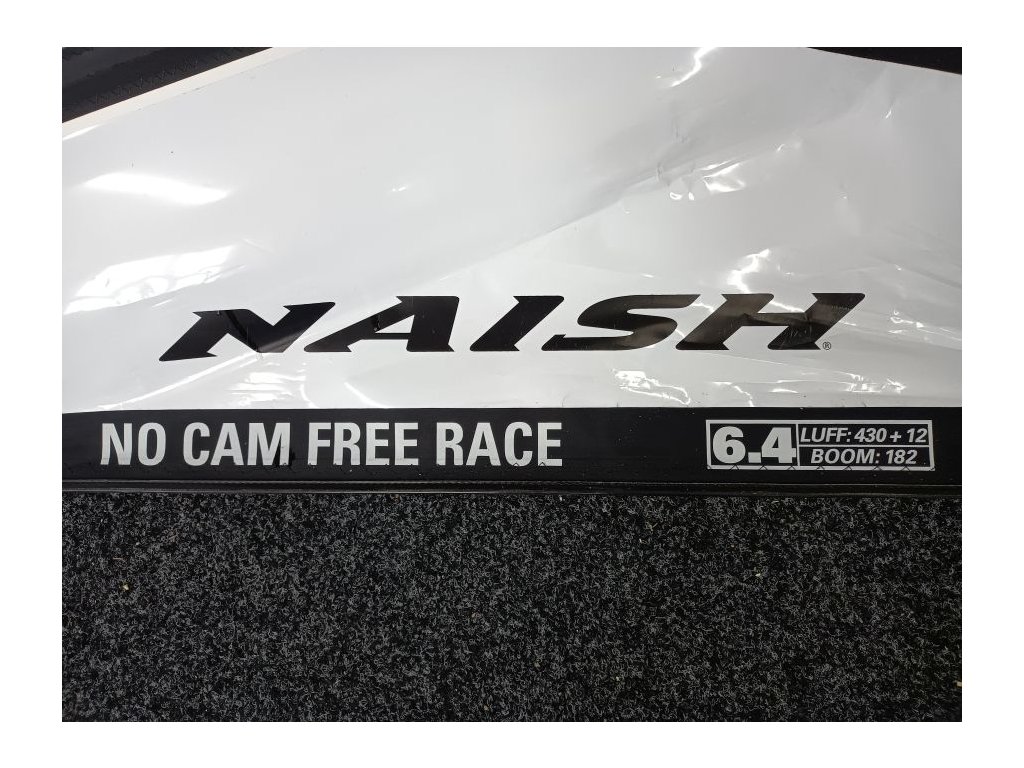 NAISH®
NO CAM FREE RACE
6.4
LUFF: 430 + 12
BOOM: 182